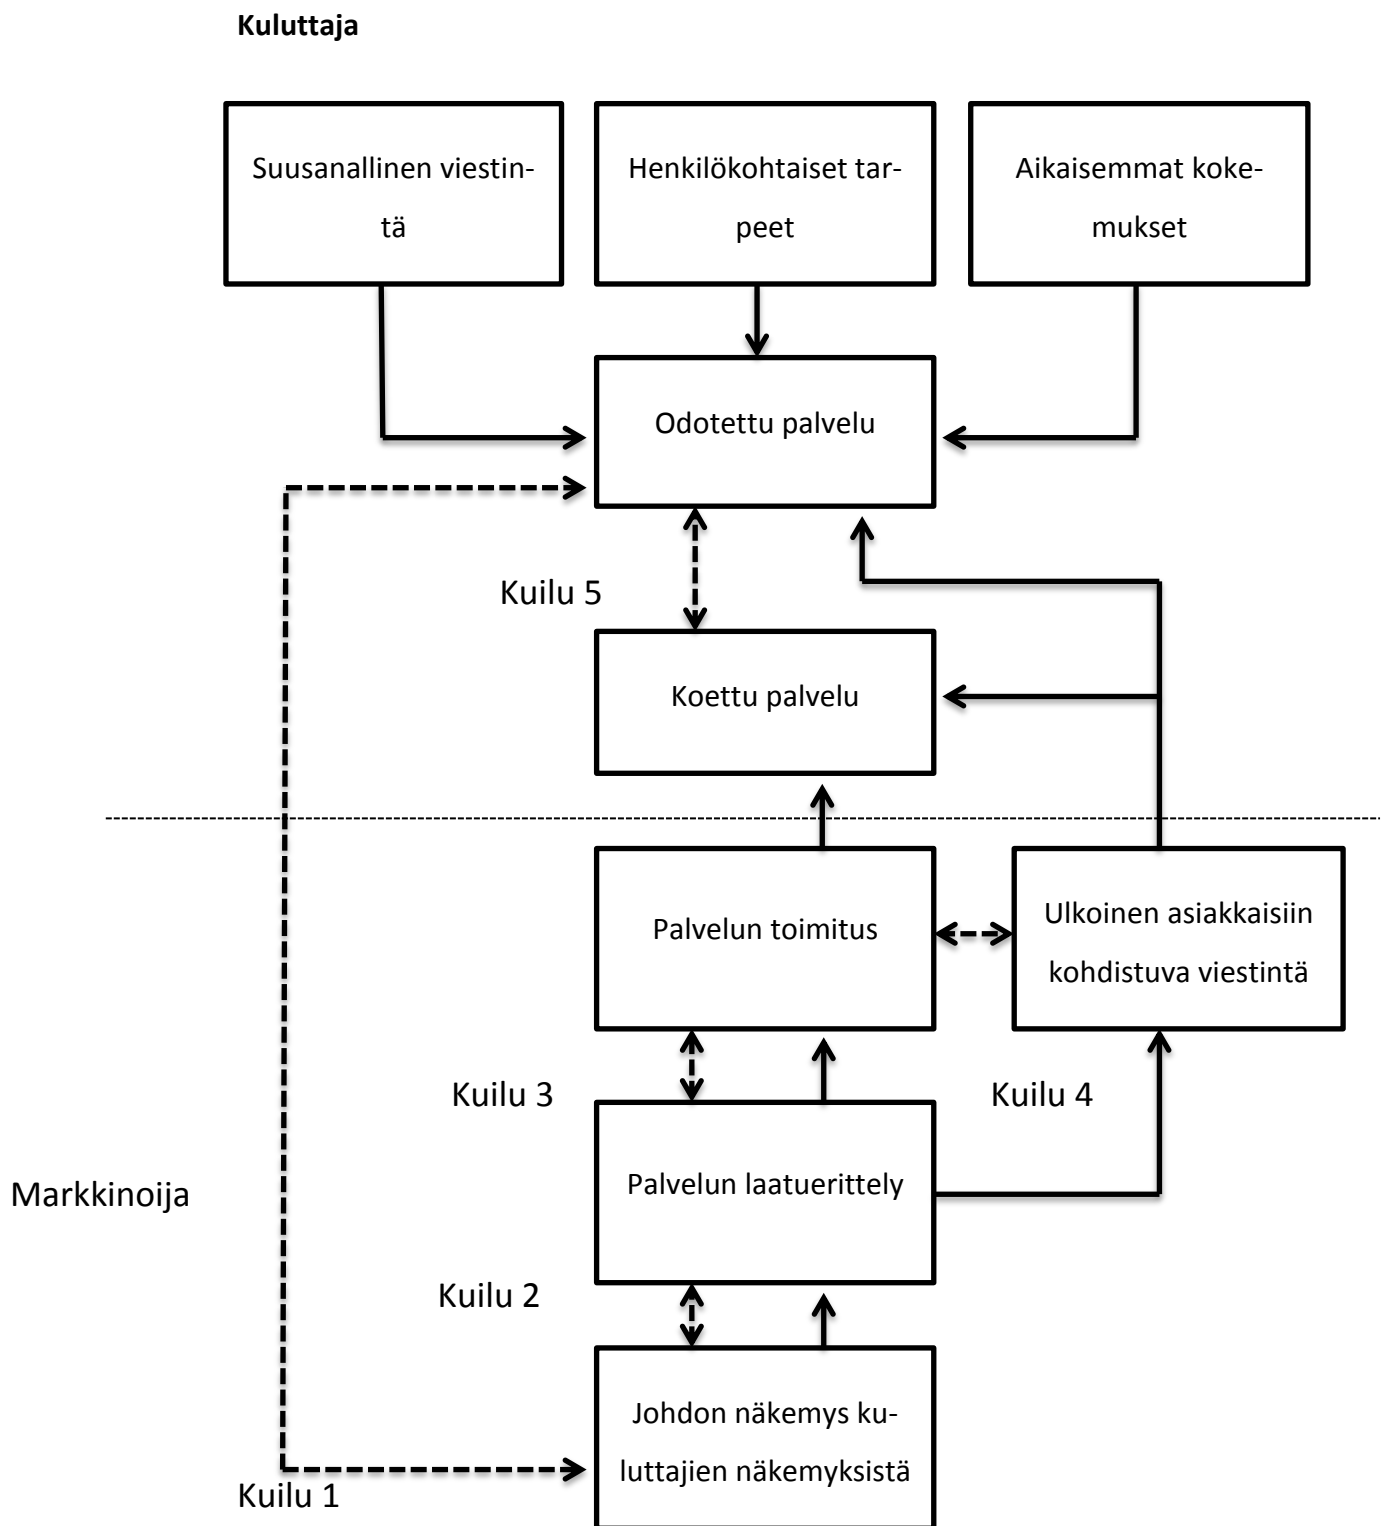 Kuluttaja
Suusanallinen viestin-
tä
Henkilökohtaiset tar-
peet
Aikaisemmat koke-
mukset
Odotettu palvelu
Kuilu 5
Koettu palvelu
Palvelun toimitus
Ulkoinen asiakkaisiin
kohdistuva viestintä
Kuilu 3
Kuilu 4
Palvelun laatuerittely
Markkinoija
Kuilu 2
Johdon näkemys ku-
luttajien näkemyksistä
Kuilu 1